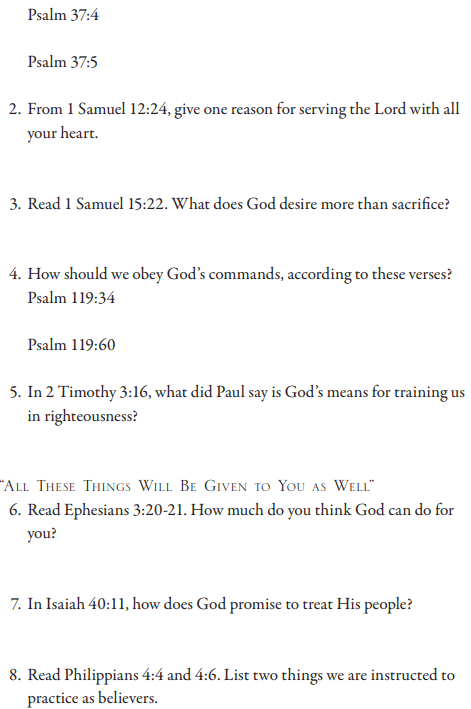 Psalm 37:4
Psalm 37:5
2. From 1 Samuel 12:24, give one reason for serving the Lord with all
your heart.
3. Read 1 Samuel 15:22. What does God desire more than sacrifice?
4. How should we obey God’s commands, according to these verses?
Psalm 119:34
Psalm 119:60
5. In 2 Timothy 3:16, what did Paul say is God’s means for training us
in righteousness?
“All These Things Will Be Given to You as Well”
6. Read Ephesians 3:20-21. How much do you think God can do for
you?
7. In Isaiah 40:11, how does God promise to treat His people?
8. Read Philippians 4:4 and 4:6. List two things we are instructed to
practice as believers.